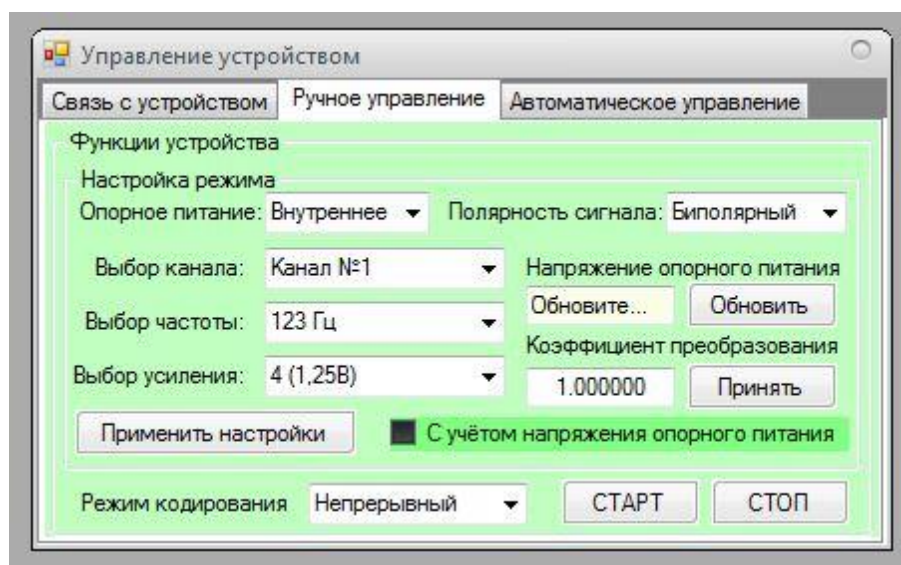 Управление устройством
Связь с устройством Ручное управление Автоматическое управление
Функции устройства
Настройка режима
Опорное питание: Внутреннее Полярность сигнала: Биполярный
Выбор канала: Канал №1 Напряжение опорного питания
Обновите... Обновить
Выбор частоты: 123 Гц
Коэффициент преобразования
Выбор усиления: 4 (1,25В) 1.000000 Принять
Применить настройки С учётом напряжения опорного питания
Режим кодирования Непрерывный СТАРТ СТОП